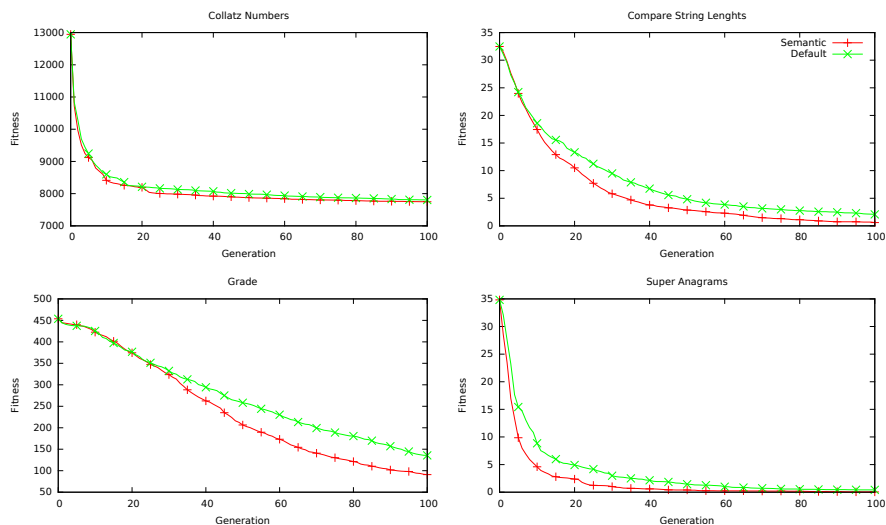 Collatz Numbers
13000
12000
11000
10000
9000
8000
7000
0 20 40 60 80 100
Fitness
Generation
Compare String Lenghts
35
30
25
20
15
10
5
0
0 20 40 60 80 100
Fitness
Generation
Semantic
Default
Grade
500
450
400
350
300
250
200
150
100
50
0 20 40 60 80 100
Fitness
Generation
Super Anagrams
35
30
25
20
15
10
5
0
0 20 40 60 80 100
Fitness
Generation